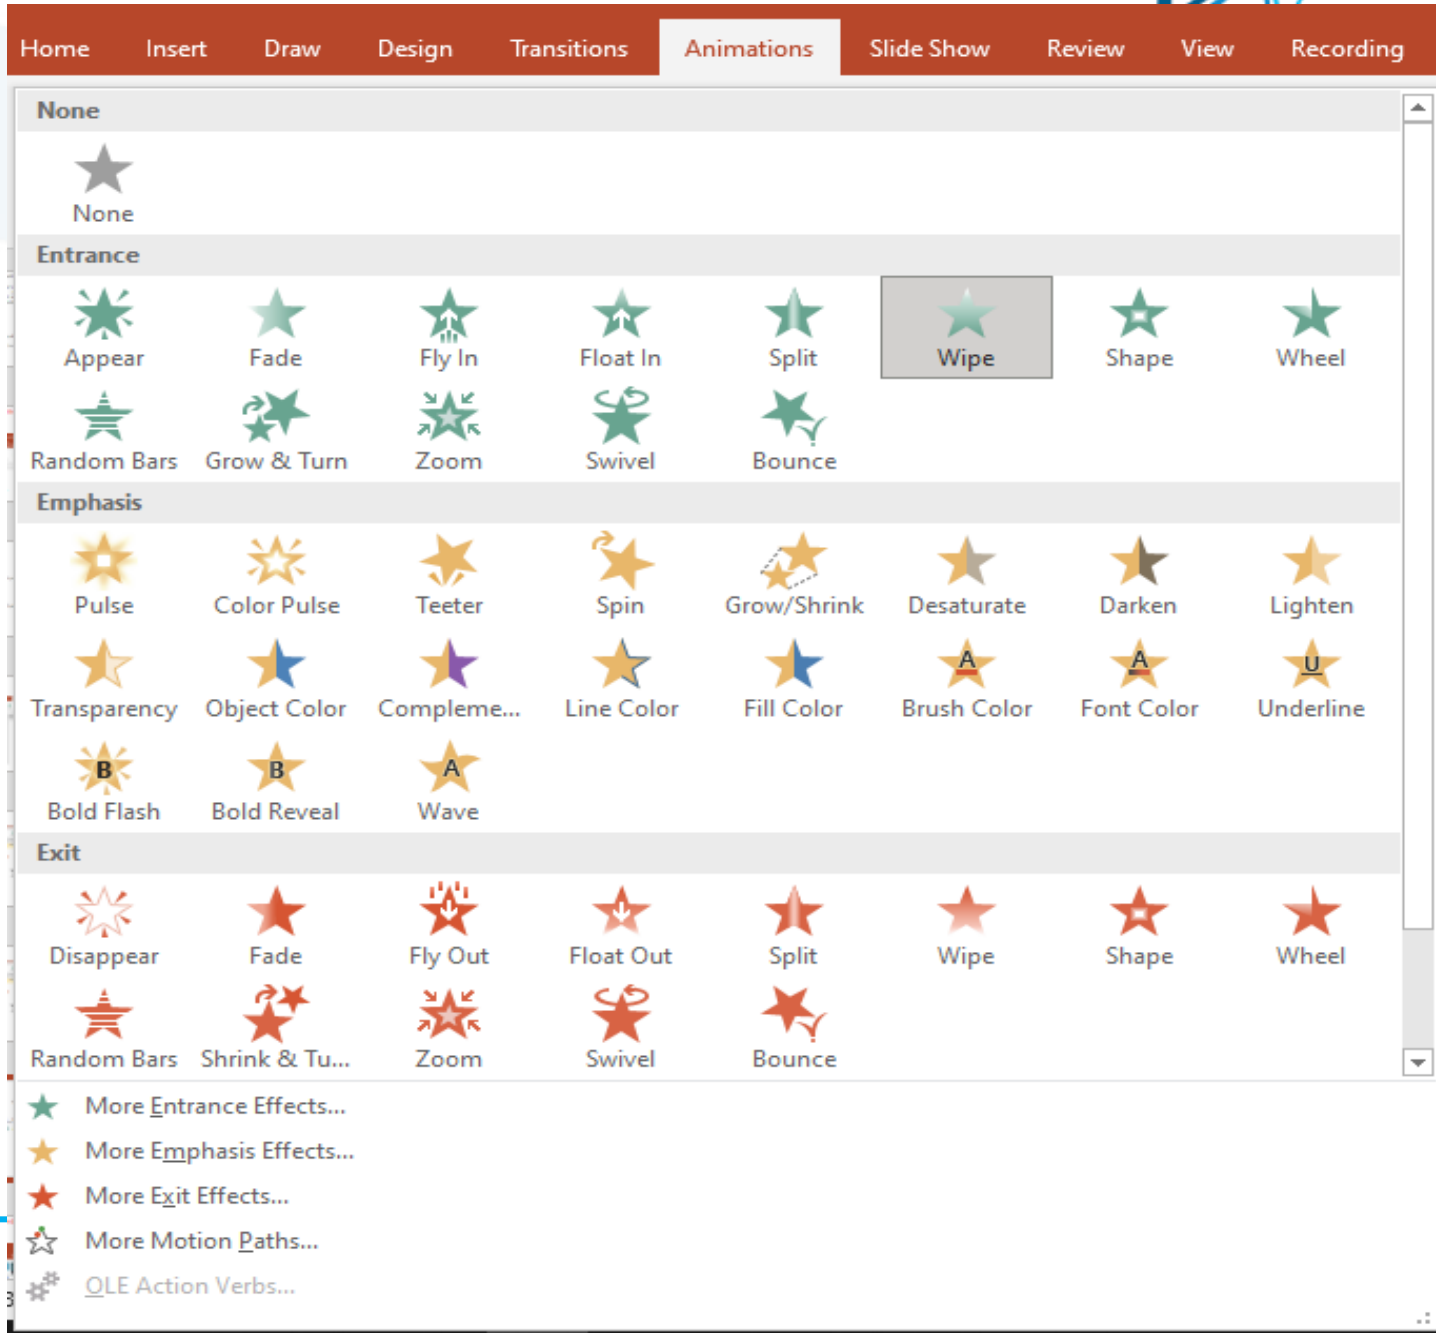 Home Insert Draw Design Transitions Animations Slide Show Review View Recording
None
None
Entrance
Appear Fade Fly In Float In Split Wipe Shape Wheel
Random Bars Grow & Turn Zoom Swivel Bounce
Emphasis
Pulse Color Pulse Teeter Spin Grow/Shrink Desaturate Darken Lighten
Transparency Object Color Compleme... Line Color Fill Color Brush Color Font Color Underline
Bold Flash Bold Reveal Wave
Exit
Disappear Fade Fly Out Float Out Split Wipe Shape Wheel
Random Bars Shrink & Tu... Zoom Swivel Bounce
More Entrance Effects...
More Emphasis Effects...
More Exit Effects...
More Motion Paths...
OLE Action Verbs...